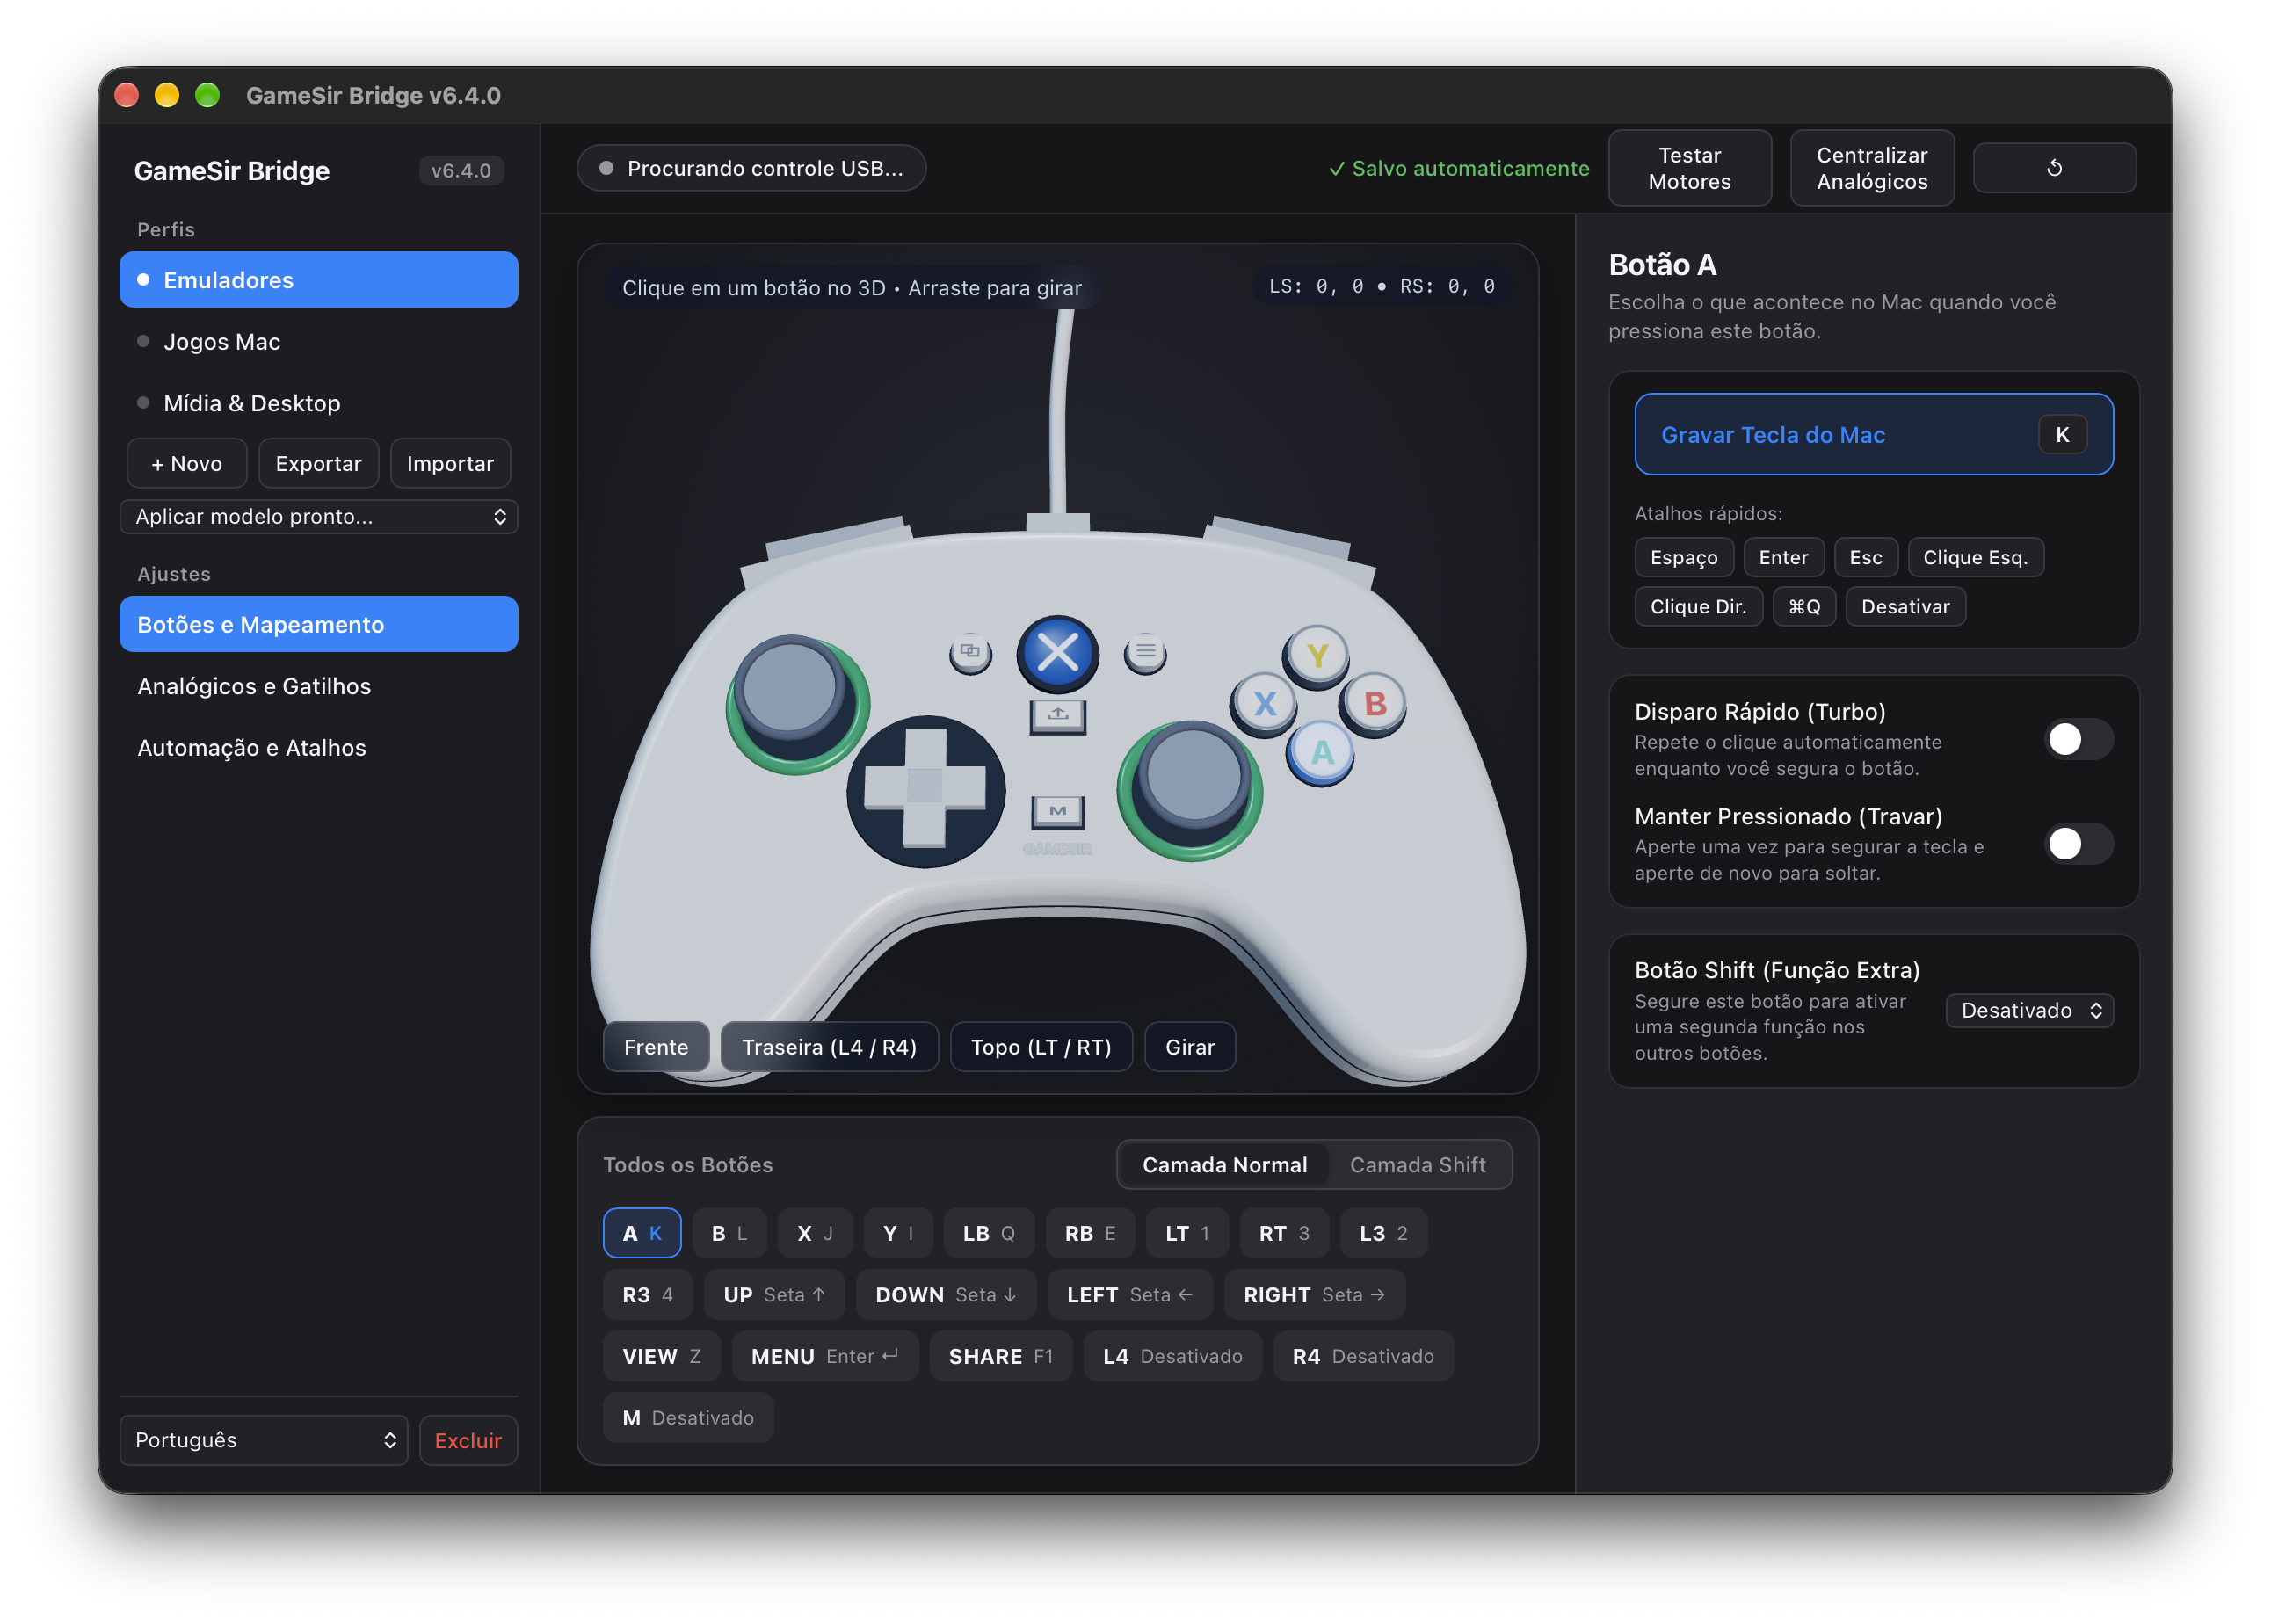 GameSir Bridge v6.4.0
GameSir Bridge
v6.4.0
Perfis
Emuladores
Jogos Mac
Mídia & Desktop
+ Novo
Exportar
Importar
Aplicar modelo pronto...
Ajustes
Botões e Mapeamento
Analógicos e Gatilhos
Automação e Atalhos
Português
Excluir
Procurando controle USB...
✓ Salvo automaticamente
Testar
Motores
Centralizar
Analógicos
Clique em um botão no 3D • Arraste para girar
LS: 0, 0 • RS: 0, 0
Y
X
B
A
M
GAMESIR
Frente
Traseira (L4 / R4)
Topo (LT / RT)
Girar
Todos os Botões
Camada Normal
Camada Shift
A K
B L
X J
Y I
LB Q
RB E
LT 1
RT 3
L3 2
R3 4
UP Seta ↑
DOWN Seta ↓
LEFT Seta ←
RIGHT Seta →
VIEW Z
MENU Enter ↵
SHARE F1
L4 Desativado
R4 Desativado
M Desativado
Botão A
Escolha o que acontece no Mac quando você
pressiona este botão.
Gravar Tecla do Mac
K
Atalhos rápidos:
Espaço
Enter
Esc
Clique Esq.
Clique Dir.
⌘Q
Desativar
Disparo Rápido (Turbo)
Repete o clique automaticamente
enquanto você segura o botão.
Manter Pressionado (Travar)
Aperte uma vez para segurar a tecla e
aperte de novo para soltar.
Botão Shift (Função Extra)
Segure este botão para ativar
uma segunda função nos
outros botões.
Desativado